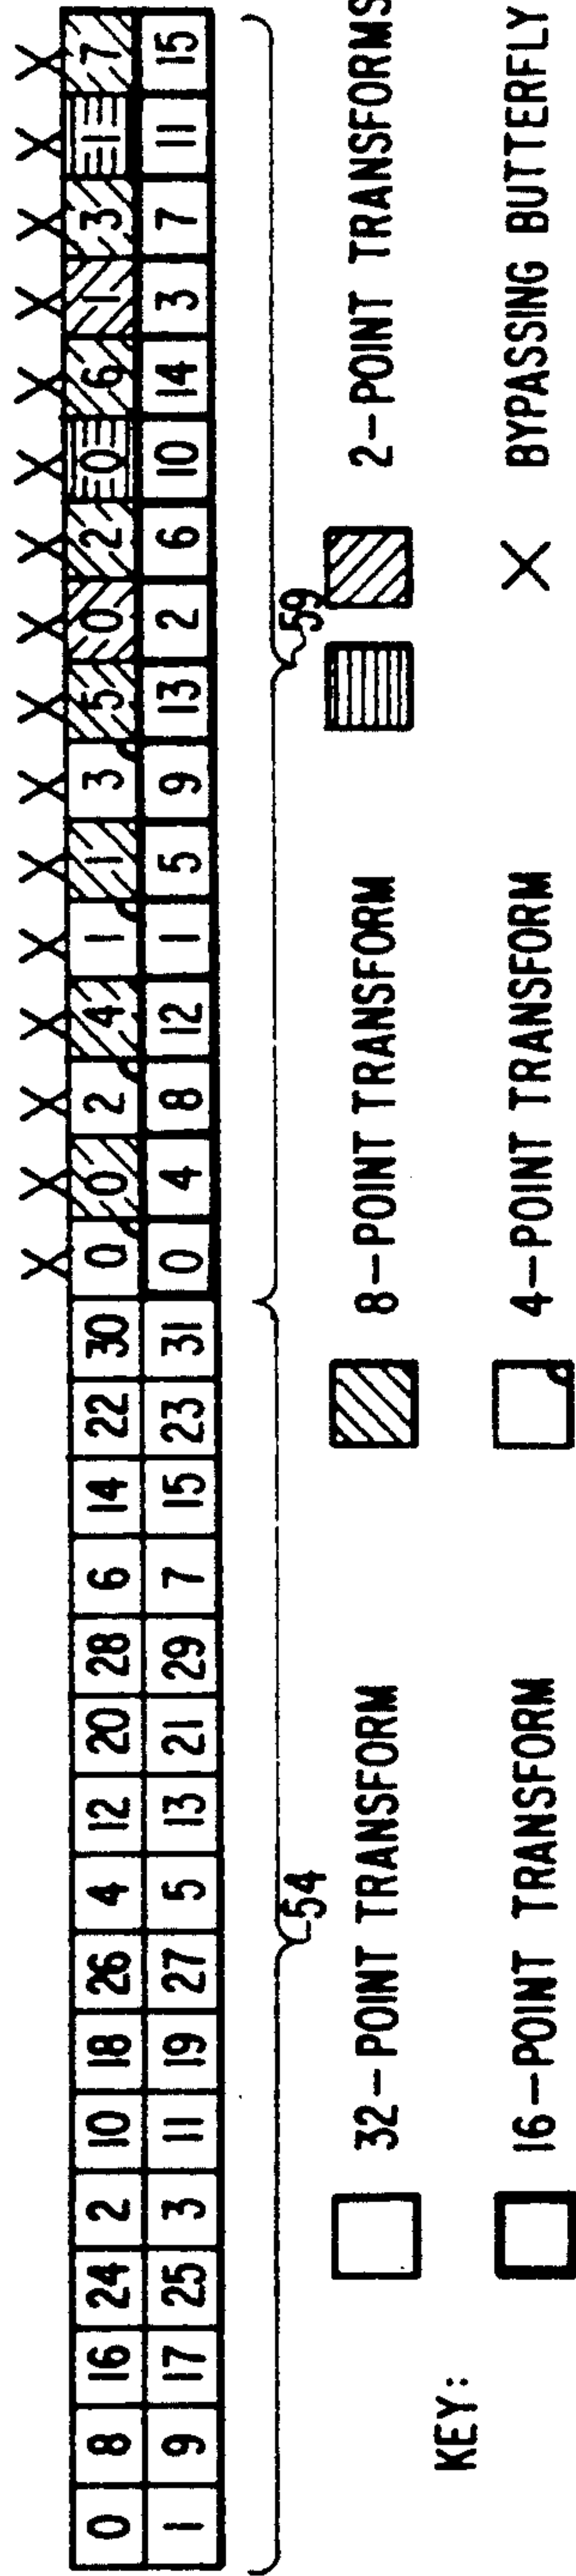 0 8 16 24 2 10 18 26 4 12 20 28 6 14 22 30 0 0 2 4 1 1 3 5 0 2 0 6 1 3 1 7
1 9 17 25 3 11 19 27 5 13 21 29 7 15 23 31 0 4 8 12 1 5 9 13 2 6 10 14 3 7 11 15
54
59
KEY:
32-POINT TRANSFORM
8-POINT TRANSFORM
2-POINT TRANSFORMS
16-POINT TRANSFORM
4-POINT TRANSFORM
BYPASSING BUTTERFLY